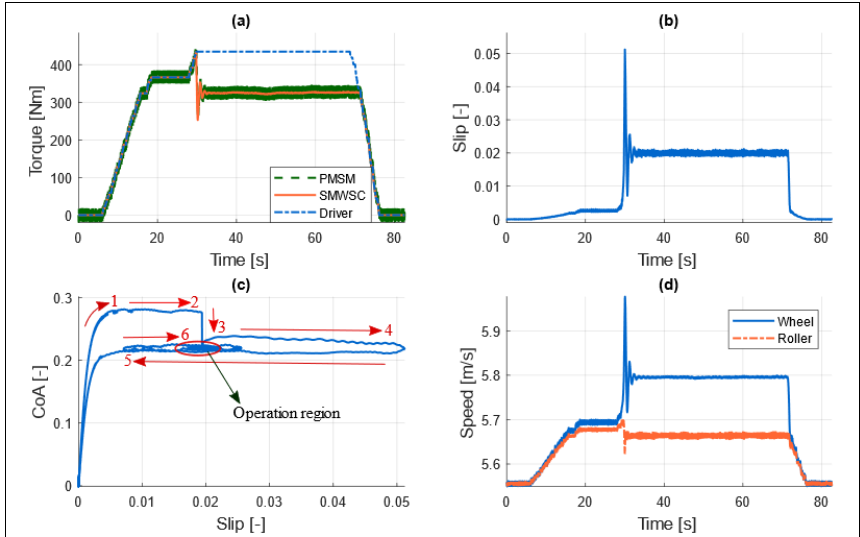 (a)
Torque [Nm]
400
300
200
100
0
PMSM
SMWSC
Driver
0 20 40 60 80
Time [s]
(b)
Slip [-]
0.05
0.04
0.03
0.02
0.01
0
0 20 40 60 80
Time [s]
(c)
CoA [-]
0.3
0.2
0.1
0
1
2
3
4
6
5
Operation region
0 0.01 0.02 0.03 0.04 0.05
Slip [-]
(d)
Speed [m/s]
5.9
5.8
5.7
5.6
Wheel
Roller
0 20 40 60 80
Time [s]